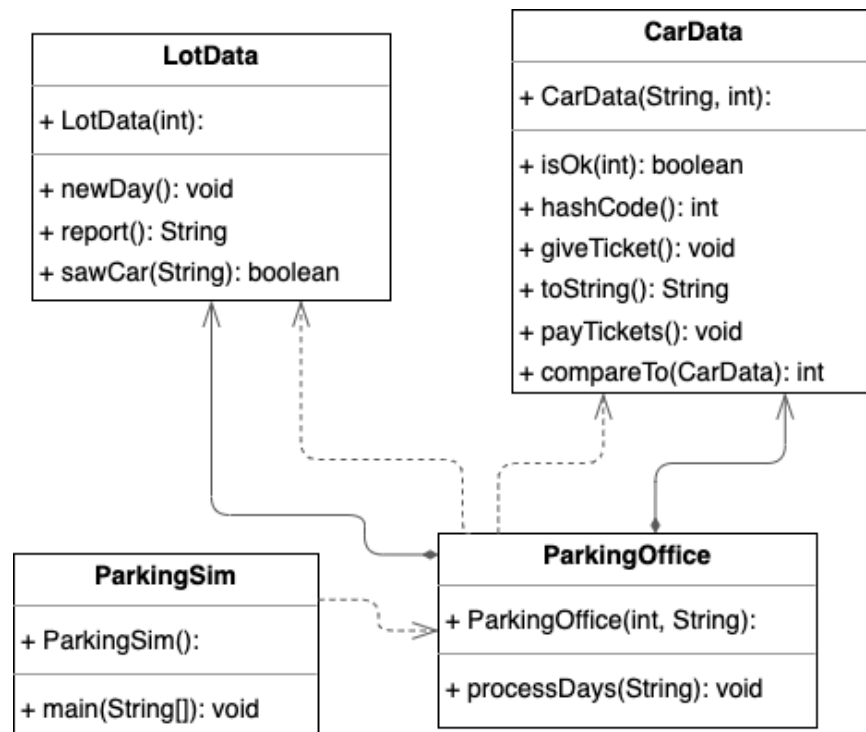 LotData
+ LotData(int):
+ newDay(): void
+ report(): String
+ sawCar(String): boolean
CarData
+ CarData(String, int):
+ isOk(int): boolean
+ hashCode(): int
+ giveTicket(): void
+ toString(): String
+ payTickets(): void
+ compareTo(CarData): int
ParkingSim
+ ParkingSim():
+ main(String[]): void
ParkingOffice
+ ParkingOffice(int, String):
+ processDays(String): void